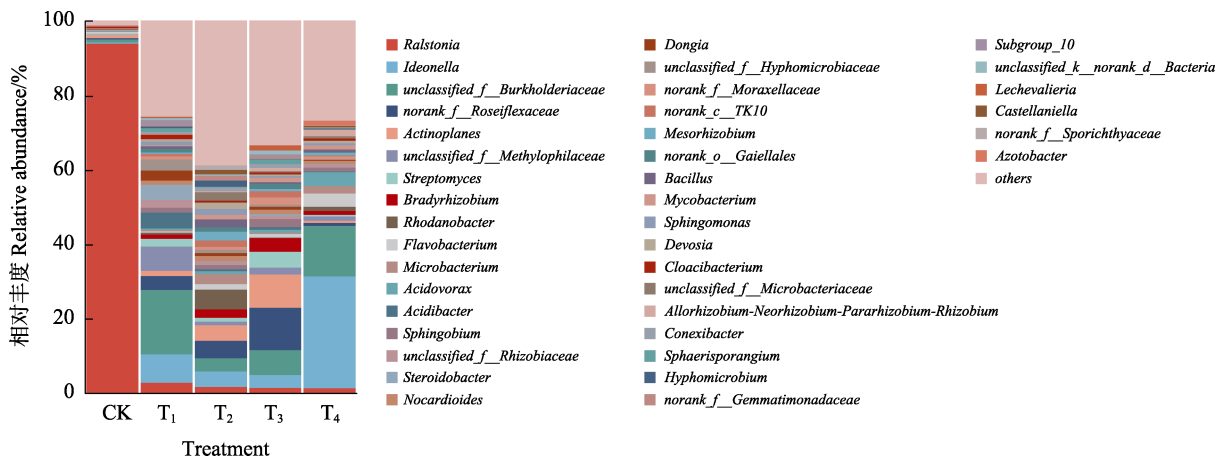 100
80
60
40
20
0
相对丰度 Relative abundance/%
CK T₁ T₂ T₃ T₄
Treatment
Ralstonia
Ideonella
unclassified_f__Burkholderiaceae
norank_f__Roseiflexaceae
Actinoplanes
unclassified_f__Methylophilaceae
Streptomyces
Bradyrhizobium
Rhodanobacter
Flavobacterium
Microbacterium
Acidovorax
Acidibacter
Sphingobium
unclassified_f__Rhizobiaceae
Steroidobacter
Nocardioides
Dongia
unclassified_f__Hyphomicrobiaceae
norank_f__Moraxellaceae
norank_c__TK10
Mesorhizobium
norank_o__Gaiellales
Bacillus
Mycobacterium
Sphingomonas
Devosia
Cloacibacterium
unclassified_f__Microbacteriaceae
Allorhizobium-Neorhizobium-Pararhizobium-Rhizobium
Conexibacter
Sphaerisporangium
Hyphomicrobium
norank_f__Gemmatimonadaceae
Subgroup_10
unclassified_k__norank_d__Bacteria
Lechevalieria
Castellaniella
norank_f__Sporichthyaceae
Azotobacter
others